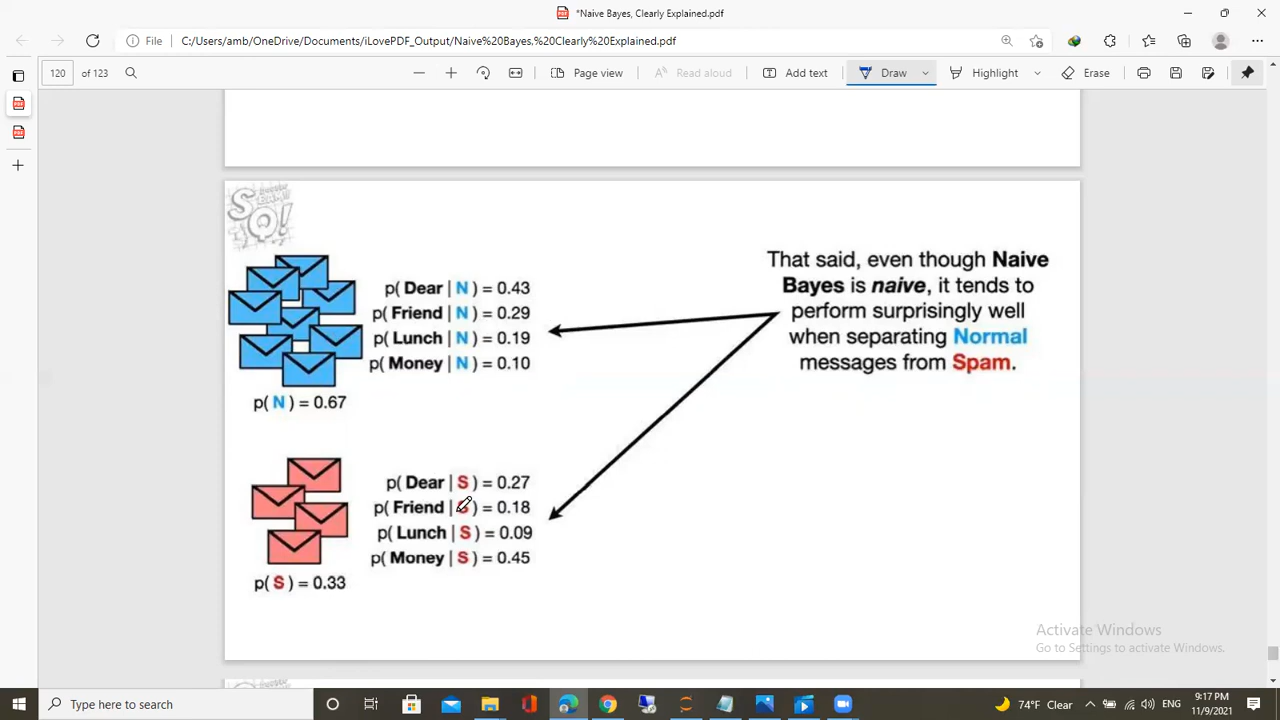 *Naive Bayes, Clearly Explained.pdf
File C:/Users/amb/OneDrive/Documents/iLovePDF_Output/Naive%20Bayes,%20Clearly%20Explained.pdf
120 of 123 Page view Read aloud Add text Draw Highlight Erase
p( Dear | N ) = 0.43
p( Friend | N ) = 0.29
p( Lunch | N ) = 0.19
p( Money | N ) = 0.10
p( N ) = 0.67
That said, even though Naive
Bayes is naive, it tends to
perform surprisingly well
when separating Normal
messages from Spam.
p( Dear | S ) = 0.27
p( Friend | S ) = 0.18
p( Lunch | S ) = 0.09
p( Money | S ) = 0.45
p( S ) = 0.33
Activate Windows
Go to Settings to activate Windows.
Type here to search
74°F Clear
ENG
9:17 PM
11/9/2021